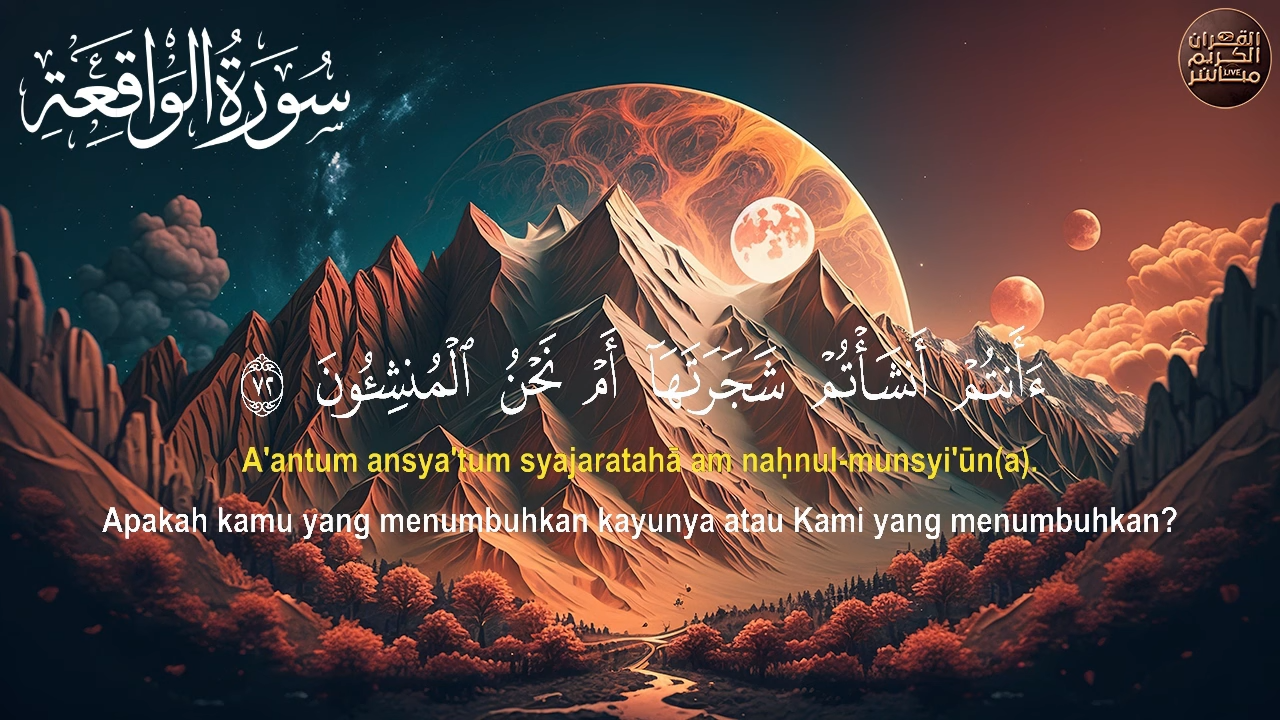 سُورَةُ الْوَاقِعَةِ
القرآن
الكريم
LIVE
مباشر
ءَأَنتُمْ أَنشَأْتُمْ شَجَرَتَهَآ أَمْ نَحْنُ ٱلْمُنشِـُٔونَ ٧٢
A'antum ansya'tum syajaratahā am naḥnul-munsyi'ūn(a).
Apakah kamu yang menumbuhkan kayunya atau Kami yang menumbuhkan?